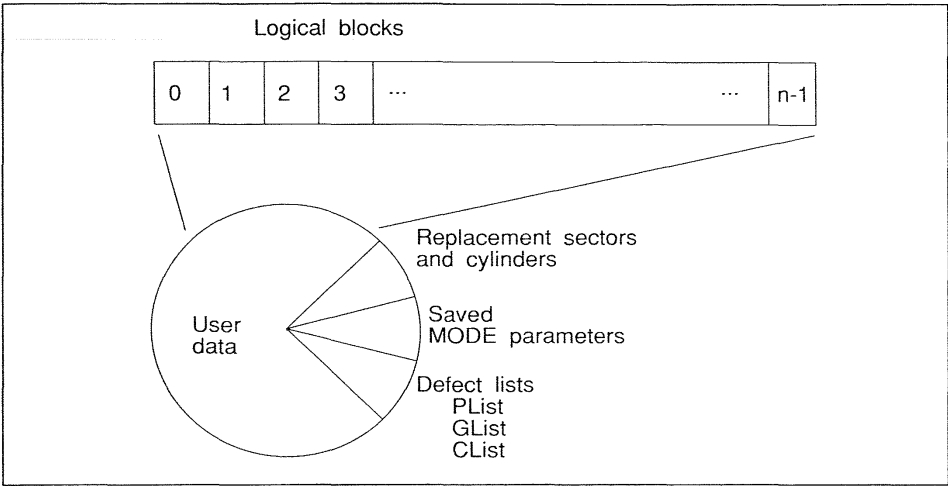 Logical blocks
0 1 2 3 ... ... n-1
Replacement sectors
and cylinders
User
data
Saved
MODE parameters
Defect lists
PList
GList
CList